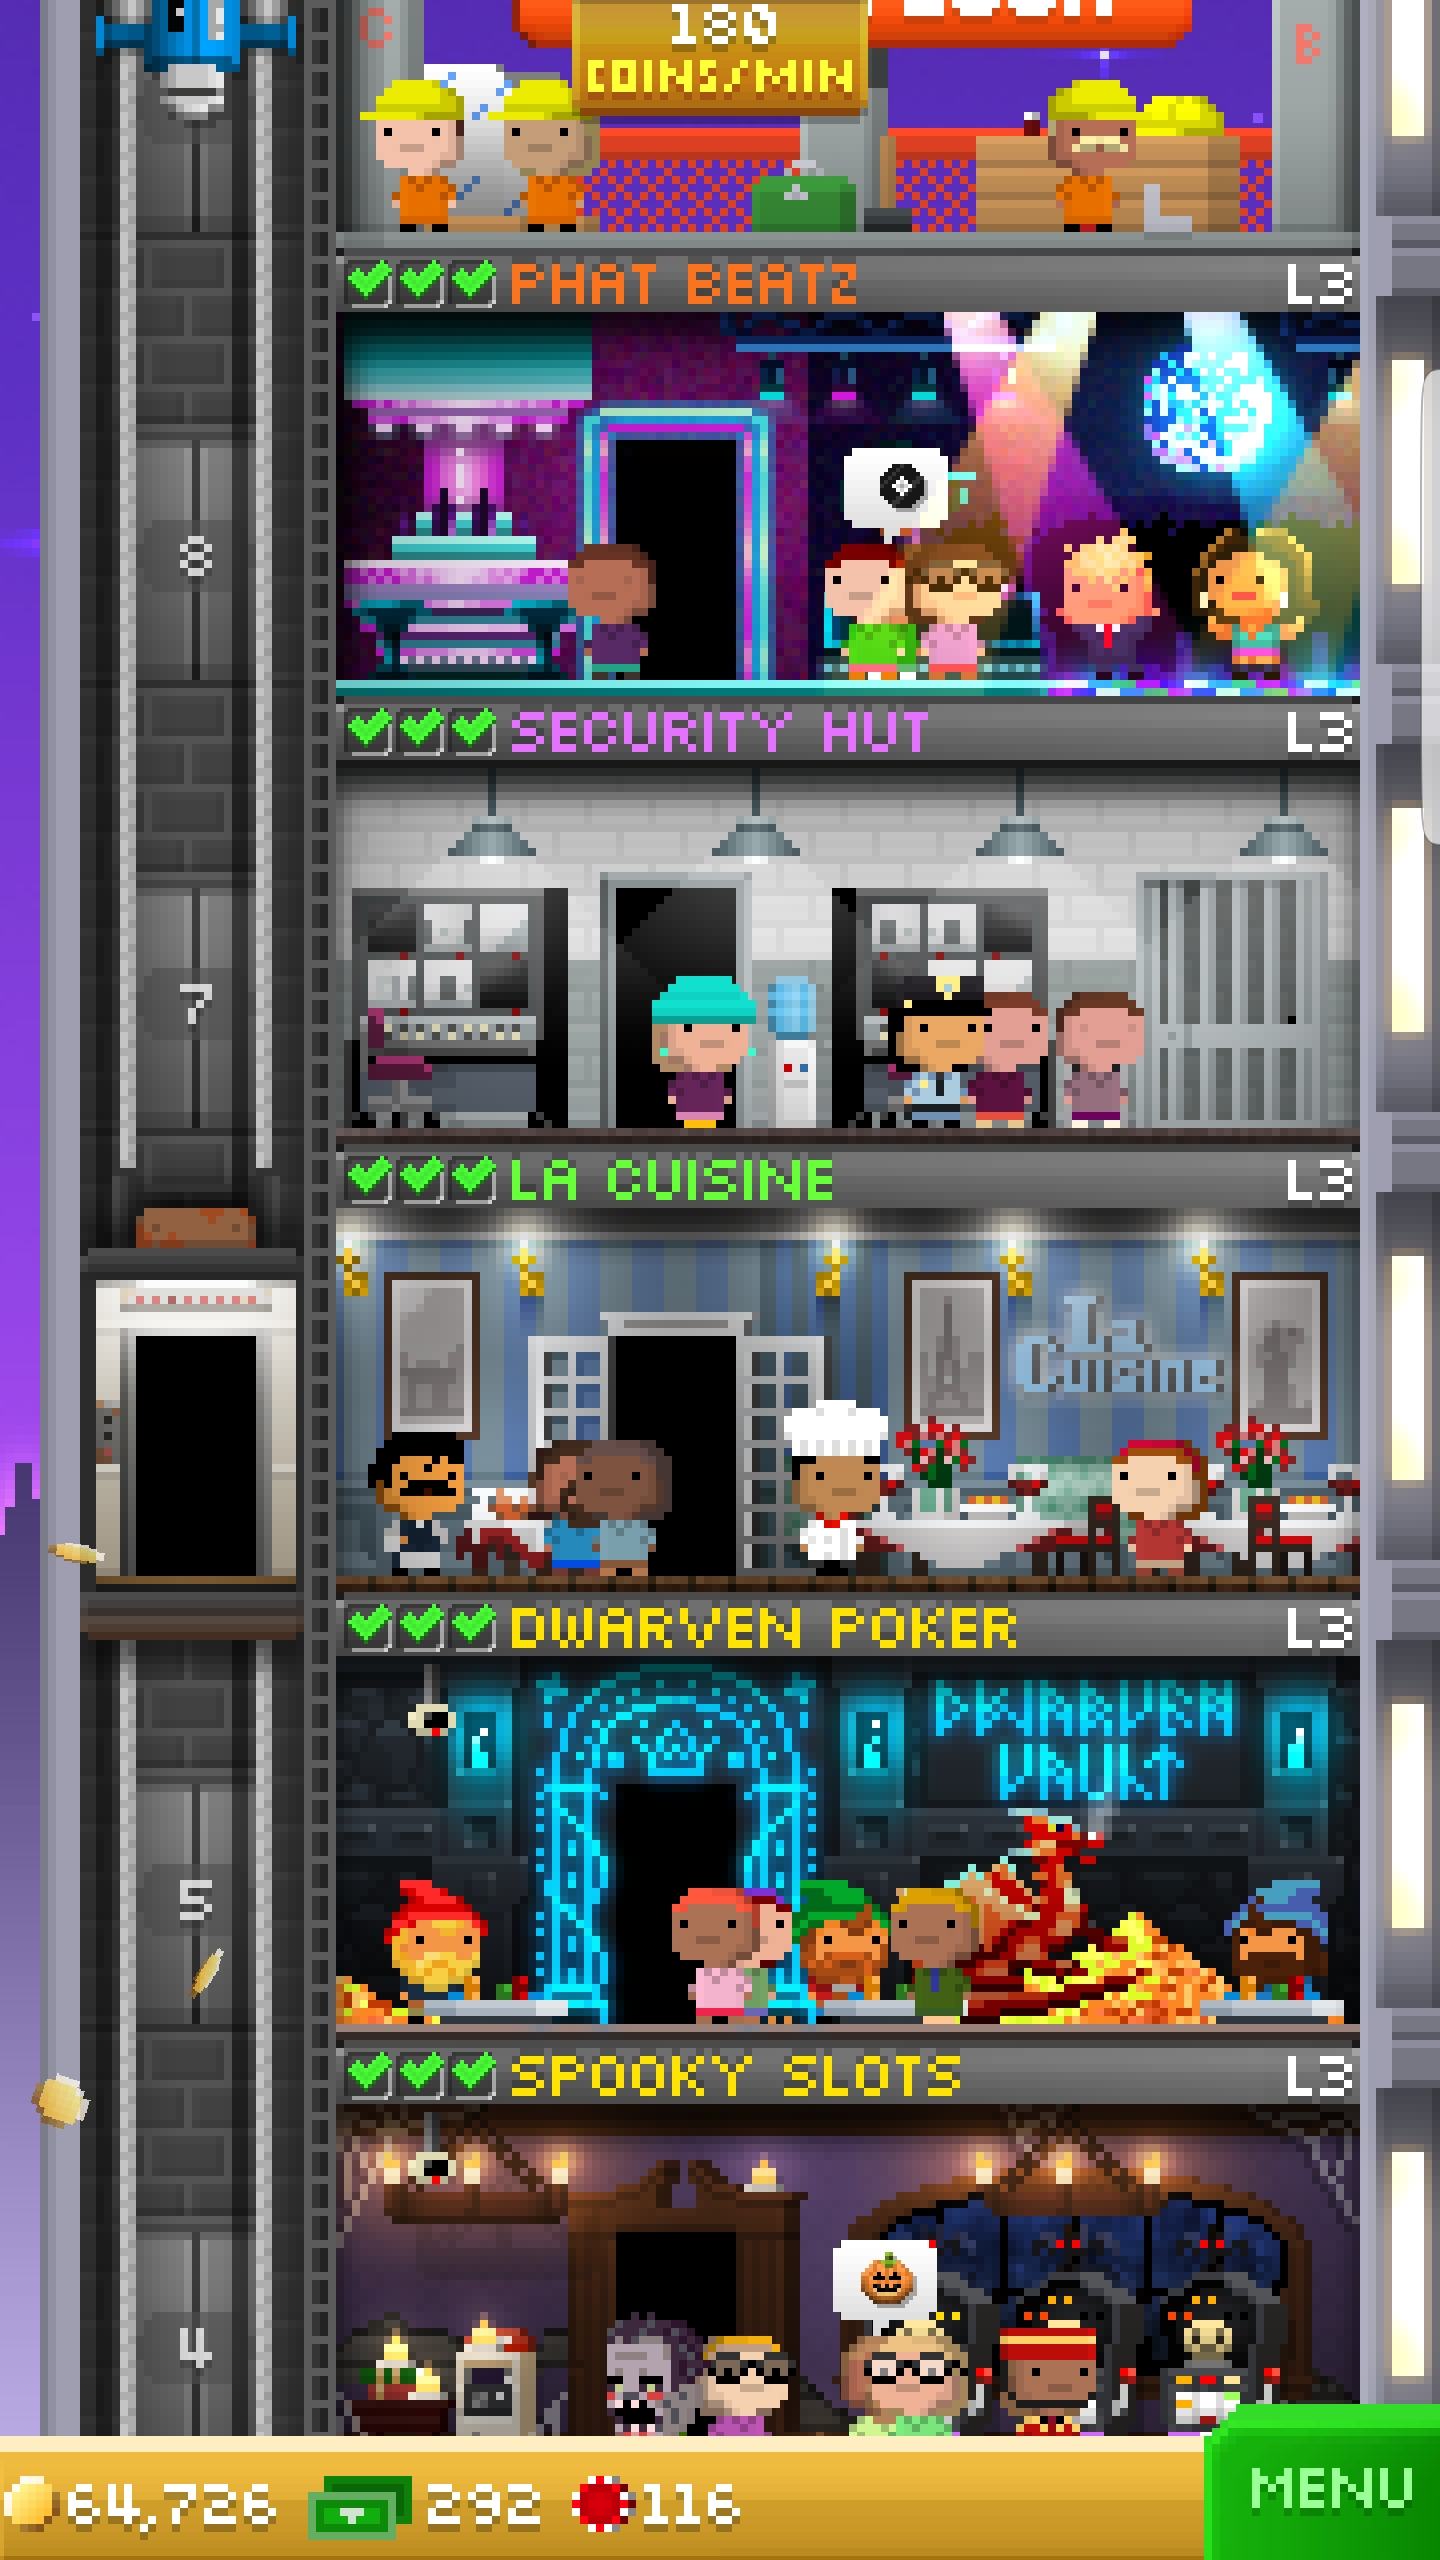 C
B
180
COINS/MIN
PHAT BEATZ L3
8
SECURITY HUT L3
7
LA CUISINE L3
La
Cuisine
DWARVEN POKER L3
DWARVEN
VAULT
5
SPOOKY SLOTS L3
4
64,726 292 116
MENU